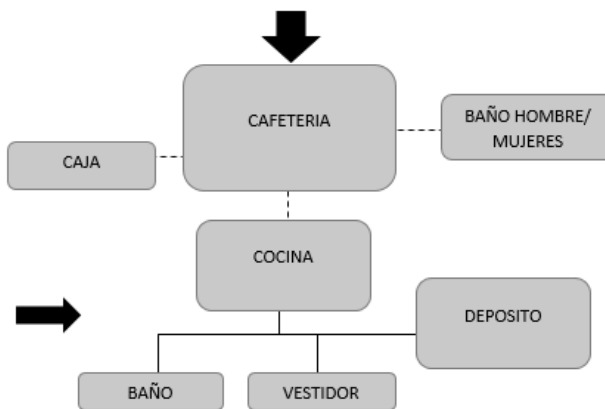 CAFETERIA
BAÑO HOMBRE/
MUJERES
CAJA
COCINA
DEPOSITO
BAÑO
VESTIDOR